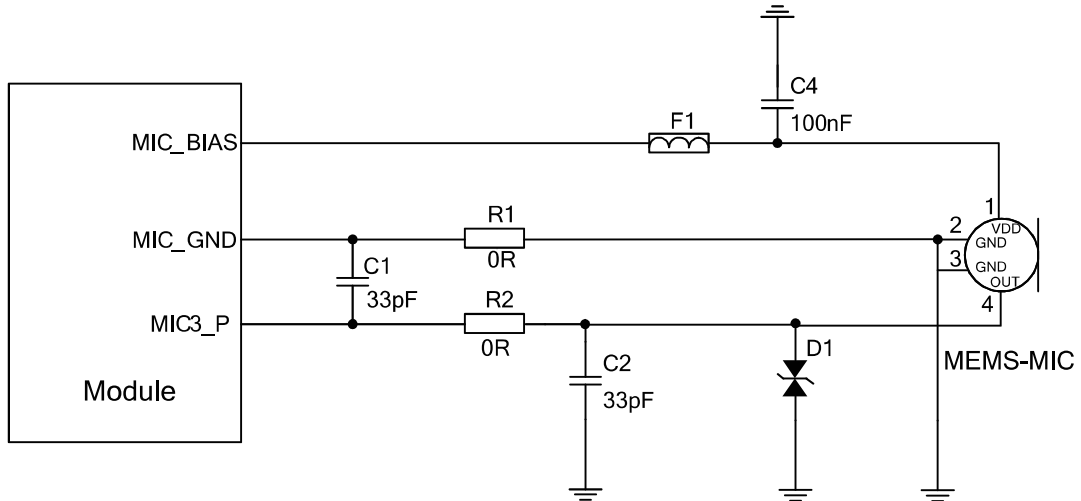 C4
100nF
F1
MIC_BIAS
1
VDD
R1
2
GND
MIC_GND
0R
3
GND
C1
33pF
R2
OUT
4
MIC3_P
0R
D1
MEMS-MIC
C2
33pF
Module